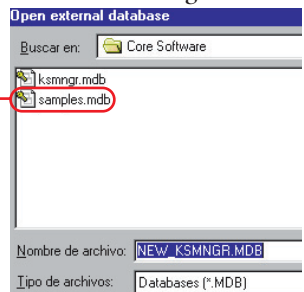 Open external database
Buscar en: Core Software
ksmngr.mdb
samples.mdb
Nombre de archivo: NEW_KSMNGR.MDB
Tipo de archivos: Databases (*.MDB)